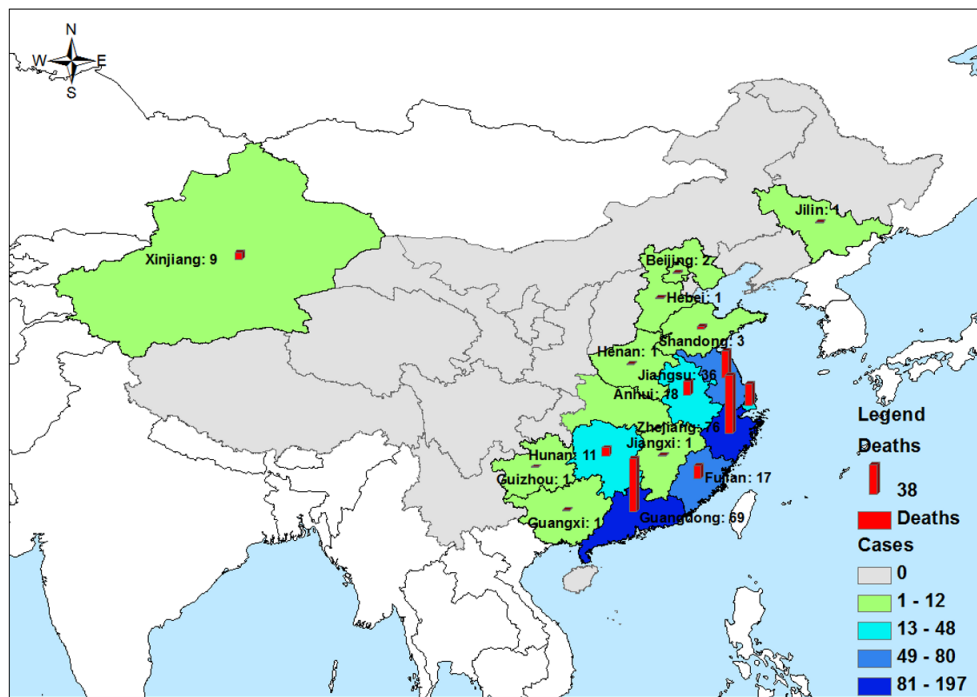 N
W E
S
Jilin: 1
Xinjiang: 9
Beijing: 2
Hebei: 1
Shandong: 3
Henan: 1
Jiangsu: 36
Anhui: 18
Zhejiang: 76
Jiangxi: 1
Hunan: 11
Guizhou: 1
Fujian: 17
Guangxi: 1
Guangdong: 69
Legend
Deaths
38
Deaths
Cases
0
1 - 12
13 - 48
49 - 80
81 - 197